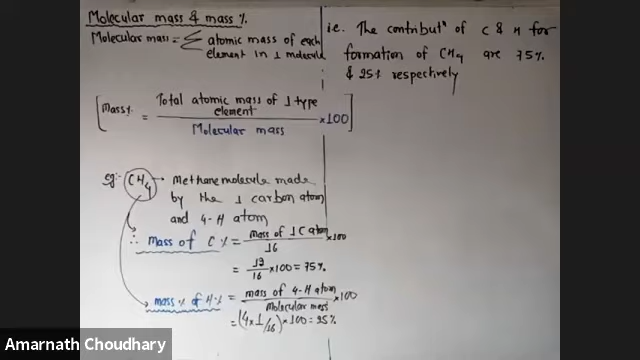 Molecular mass & mass %.
Molecular mass = Σ atomic mass of each
element in 1 molecule
[mass % = Total atomic mass of 1 type
element / Molecular mass × 100]
eg:- CH4 → methane molecule made
by the 1 carbon atom
and 4-H atom
∴ mass of C % = mass of 1 C atom / 16 × 100
= 12/16 × 100 = 75%
mass % of H % = mass of 4-H atom / Molecular mass × 100
= (4 × 1/16) × 100 = 25%
i.e. The contributⁿ of C & H for
formation of CH4 are 75%
& 25% respectively
Amarnath Choudhary